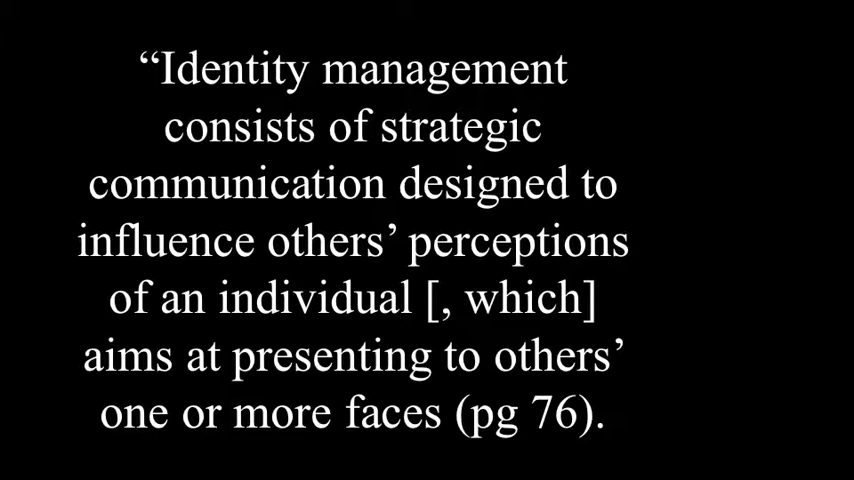 “Identity management
consists of strategic
communication designed to
influence others’ perceptions
of an individual [, which]
aims at presenting to others’
one or more faces (pg 76).